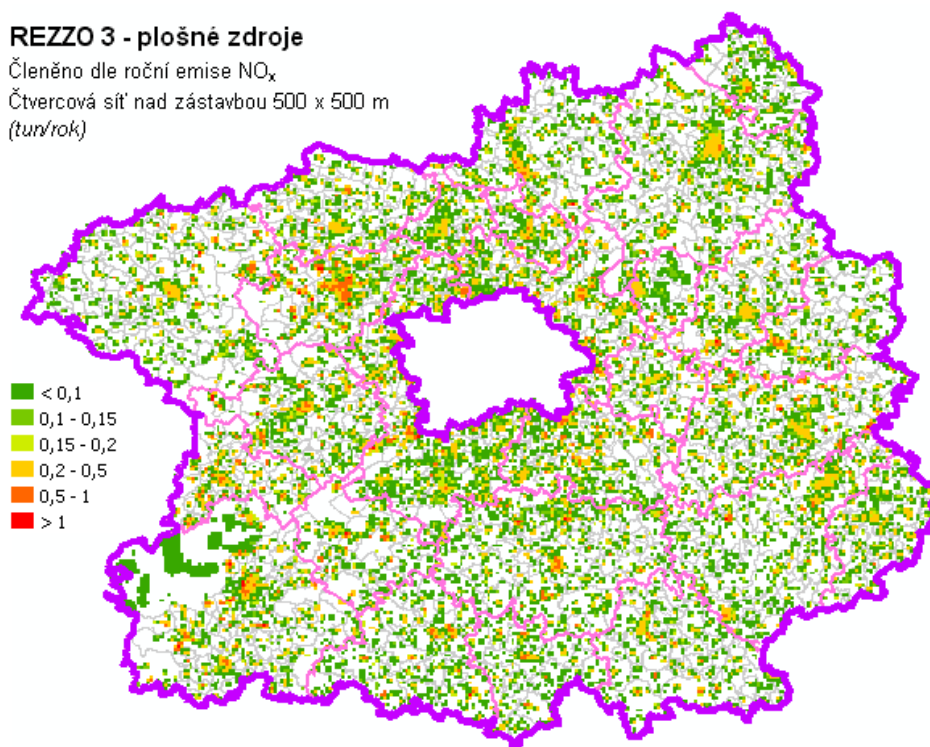 REZZO 3 - plošné zdroje
Členěno dle roční emise NOx
Čtvercová síť nad zástavbou 500 x 500 m
(tun/rok)
< 0,1
0,1 - 0,15
0,15 - 0,2
0,2 - 0,5
0,5 - 1
> 1